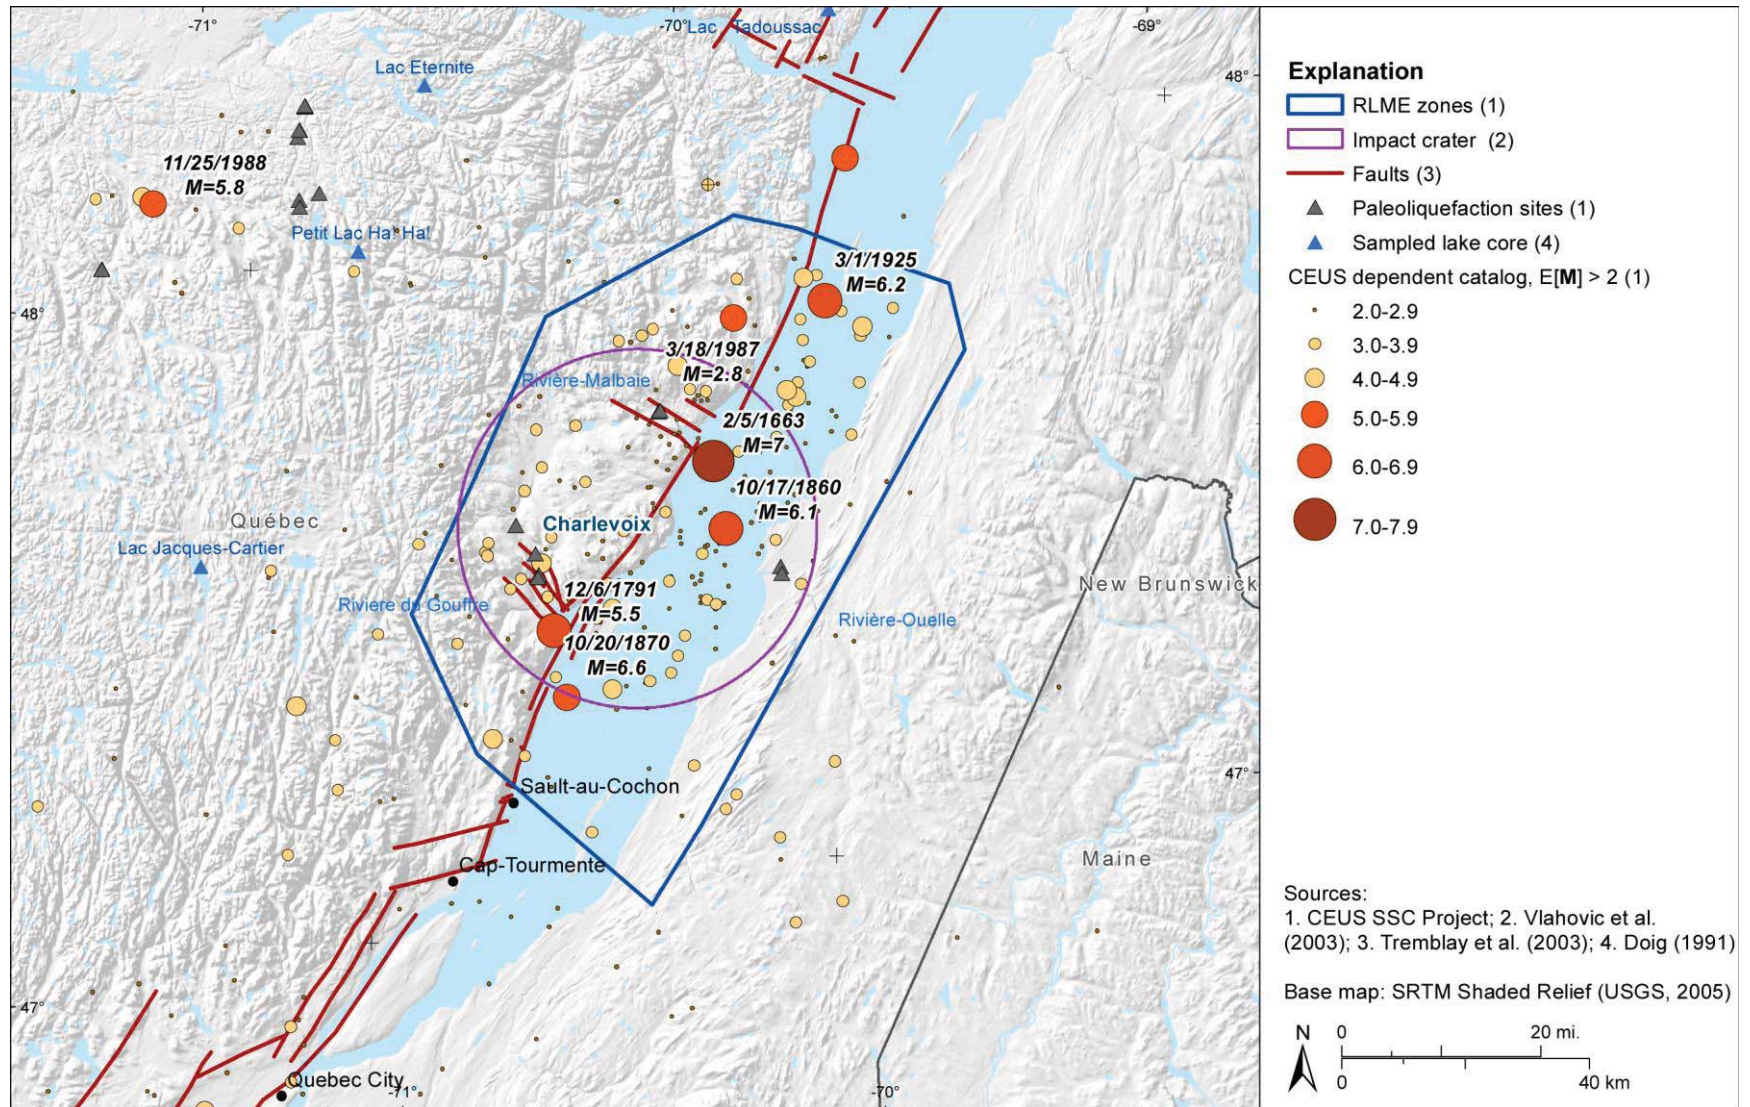 -71°
-70°
-69°
Lac Tadoussac
Lac Eternite
48°
11/25/1988
M=5.8
Petit Lac Ha! Ha!
3/1/1925
M=6.2
48°
3/18/1987
M=2.8
Rivière-Malbaie
2/5/1663
M=7
10/17/1860
M=6.1
Québec
Charlevoix
Lac Jacques-Cartier
New Brunswick
12/6/1791
M=5.5
Riviere du Gouffre
Rivière-Ouelle
10/20/1870
M=6.6
47°
Sault-au-Cochon
Cap-Tourmente
Maine
47°
Quebec City
-71°
-70°
Explanation
RLME zones (1)
Impact crater (2)
Faults (3)
Paleoliquefaction sites (1)
Sampled lake core (4)
CEUS dependent catalog, E[M] > 2 (1)
2.0-2.9
3.0-3.9
4.0-4.9
5.0-5.9
6.0-6.9
7.0-7.9
Sources:
1. CEUS SSC Project; 2. Vlahovic et al.
(2003); 3. Tremblay et al. (2003); 4. Doig (1991)
Base map: SRTM Shaded Relief (USGS, 2005)
N
0 20 mi.
0 40 km